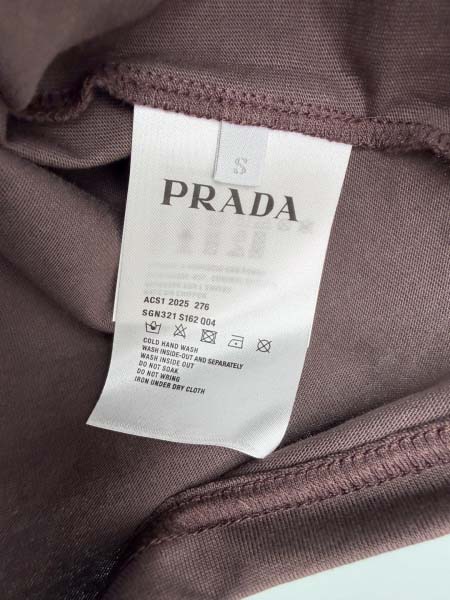 S
PRADA
ACS1 2025 276
SGN321 S162 Q04
COLD HAND WASH
WASH INSIDE-OUT AND SEPARATELY
WASH INSIDE OUT
DO NOT SOAK
DO NOT WRING
IRON UNDER DRY CLOTH